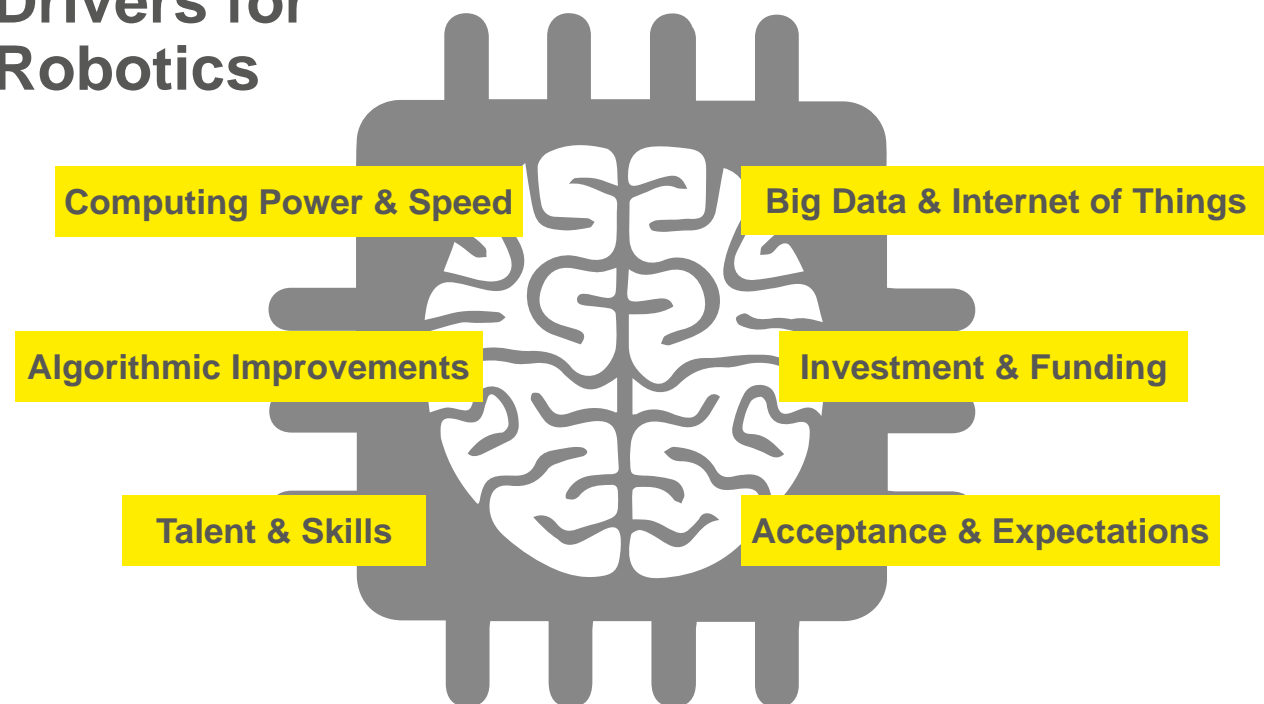 Drivers for
Robotics
Computing Power & Speed
Big Data & Internet of Things
Algorithmic Improvements
Investment & Funding
Talent & Skills
Acceptance & Expectations